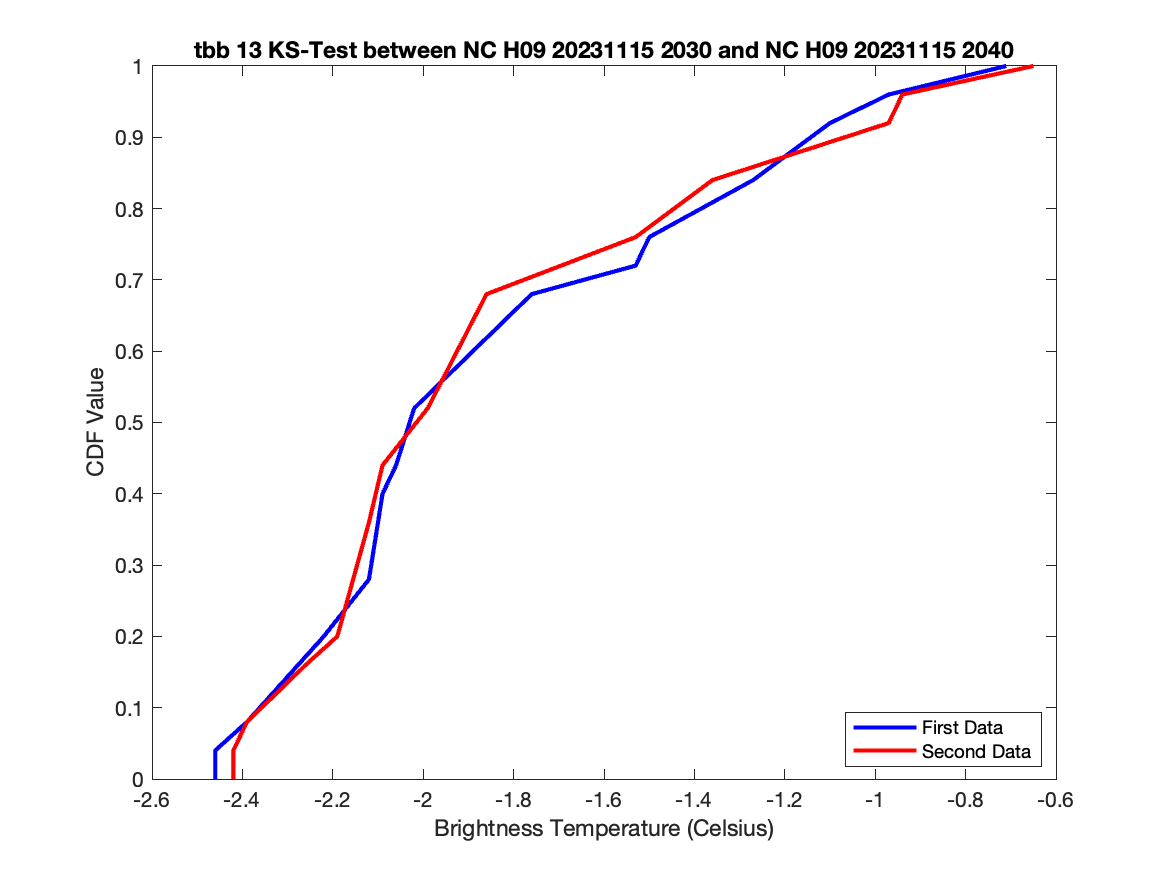 tbb 13 KS-Test between NC H09 20231115 2030 and NC H09 20231115 2040
1
0.9
0.8
0.7
0.6
0.5
0.4
0.3
0.2
0.1
0
CDF Value
First Data
Second Data
-2.6 -2.4 -2.2 -2 -1.8 -1.6 -1.4 -1.2 -1 -0.8 -0.6
Brightness Temperature (Celsius)